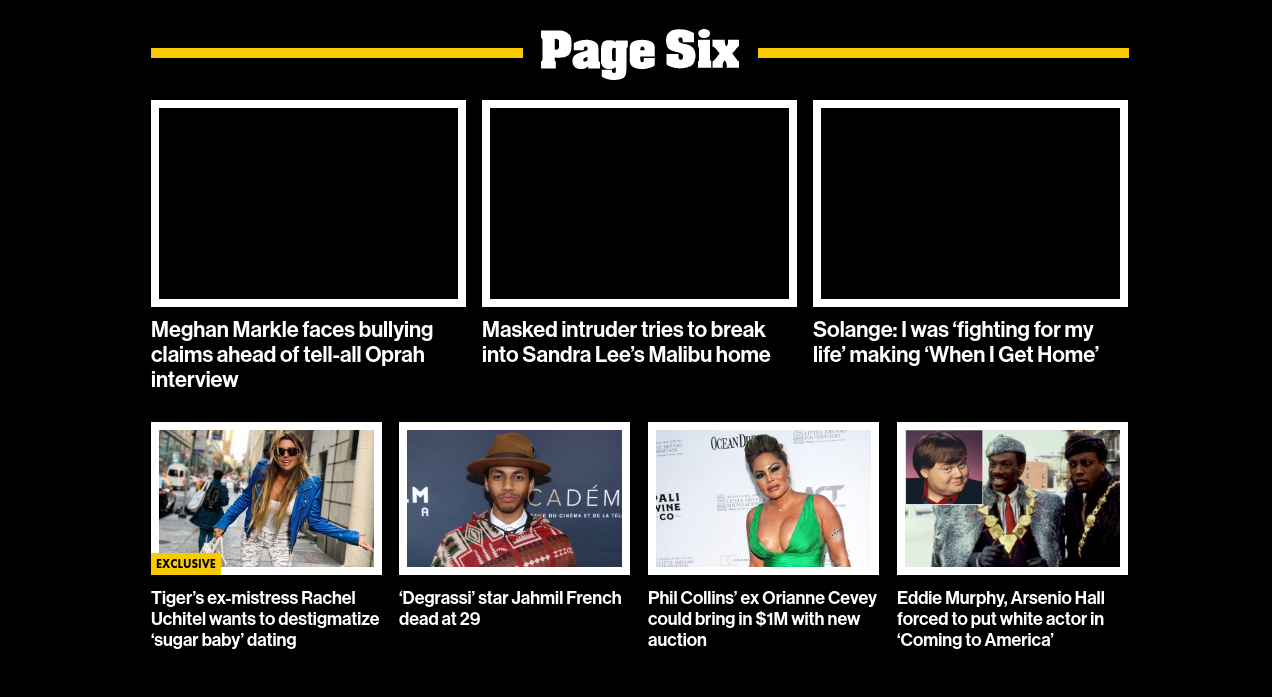 Page Six
Meghan Markle faces bullying
claims ahead of tell-all Oprah
interview
Masked intruder tries to break
into Sandra Lee’s Malibu home
Solange: I was ‘fighting for my
life’ making ‘When I Get Home’
EXCLUSIVE
Tiger’s ex-mistress Rachel
Uchitel wants to destigmatize
‘sugar baby’ dating
CADÉM
‘Degrassi’ star Jahmil French
dead at 29
Phil Collins’ ex Orianne Cevey
could bring in $1M with new
auction
Eddie Murphy, Arsenio Hall
forced to put white actor in
‘Coming to America’